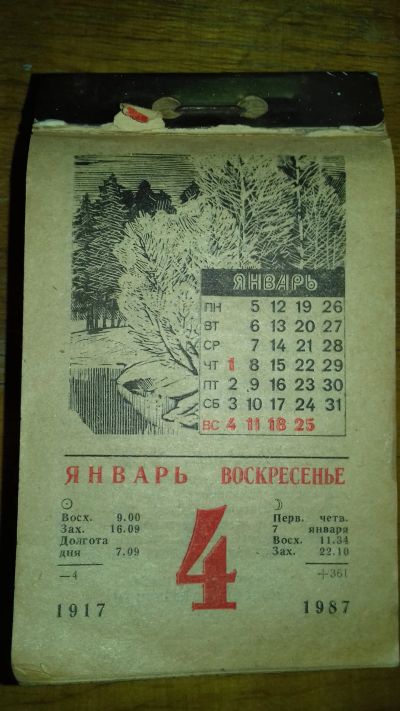 ЯНВАРЬ
ПН 5 12 19 26
ВТ 6 13 20 27
СР 7 14 21 28
ЧТ 1 8 15 22 29
ПТ 2 9 16 23 30
СБ 3 10 17 24 31
ВС 4 11 18 25
ЯНВАРЬ ВОСКРЕСЕНЬЕ
Восх. 9.00
Зах. 16.09
Долгота
дня 7.09
—4
1917
4
Перв. четв.
7 января
Восх. 11.34
Зах. 22.10
+361
1987